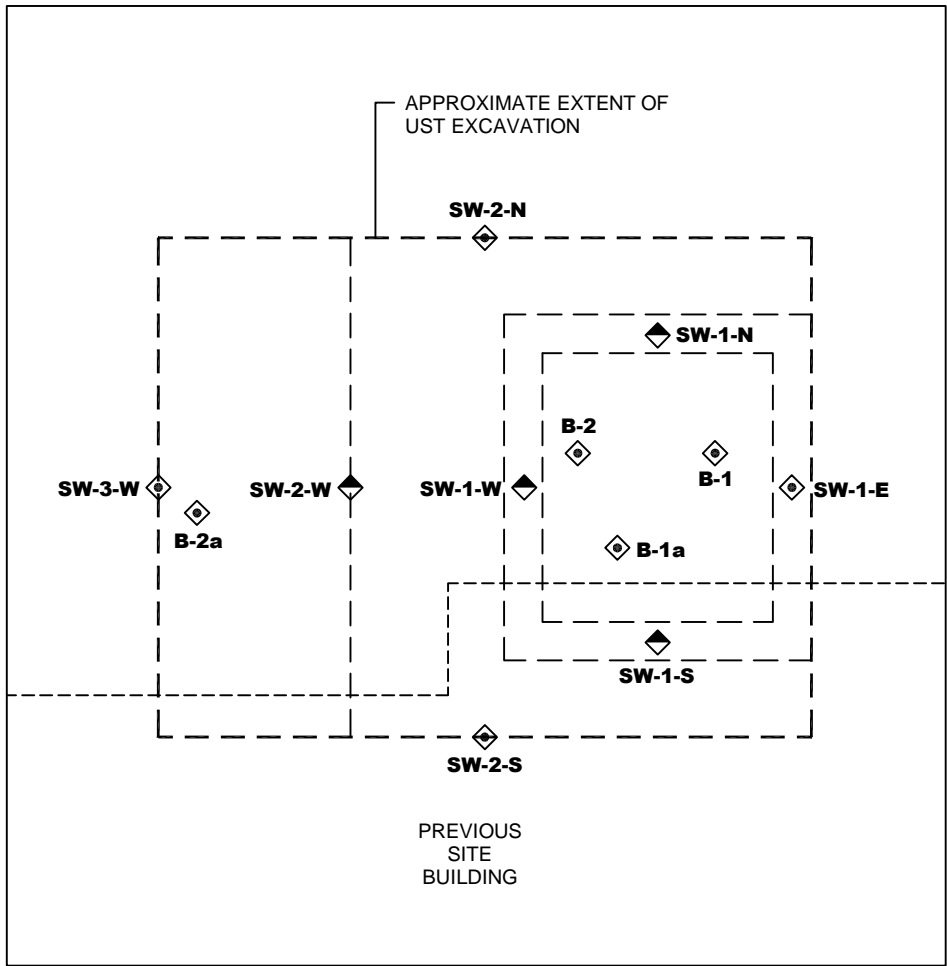 APPROXIMATE EXTENT OF
UST EXCAVATION
SW-2-N
SW-1-N
B-2
B-1
SW-3-W
SW-2-W
SW-1-W
SW-1-E
B-2a
B-1a
SW-1-S
SW-2-S
PREVIOUS
SITE
BUILDING